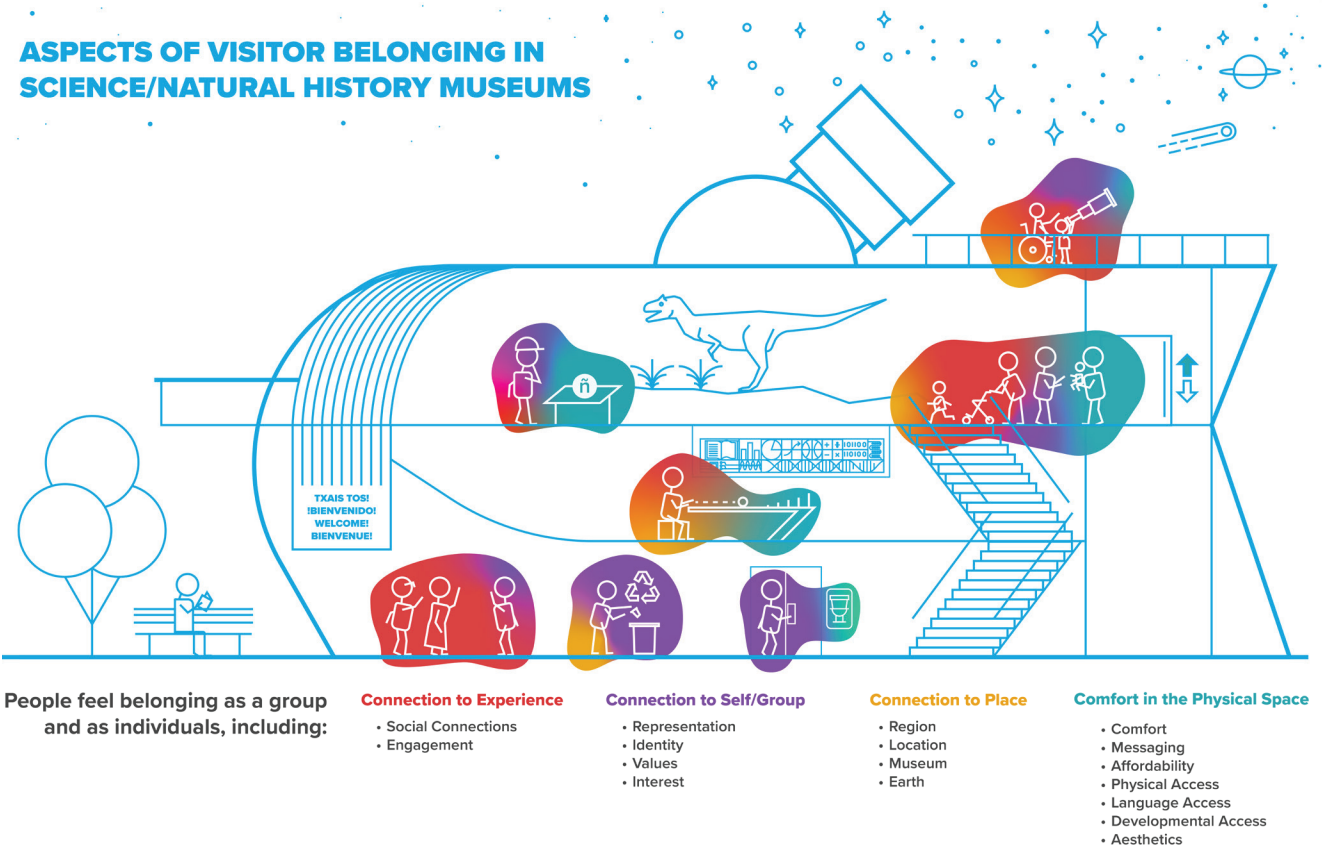 ASPECTS OF VISITOR BELONGING IN
SCIENCE/NATURAL HISTORY MUSEUMS
ñ
+ ÷ 10100
− × 110100
TXAIS TOS!
!BIENVENIDO!
WELCOME!
BIENVENUE!
People feel belonging as a group
and as individuals, including:
Connection to Experience
• Social Connections
• Engagement
Connection to Self/Group
• Representation
• Identity
• Values
• Interest
Connection to Place
• Region
• Location
• Museum
• Earth
Comfort in the Physical Space
• Comfort
• Messaging
• Affordability
• Physical Access
• Language Access
• Developmental Access
• Aesthetics